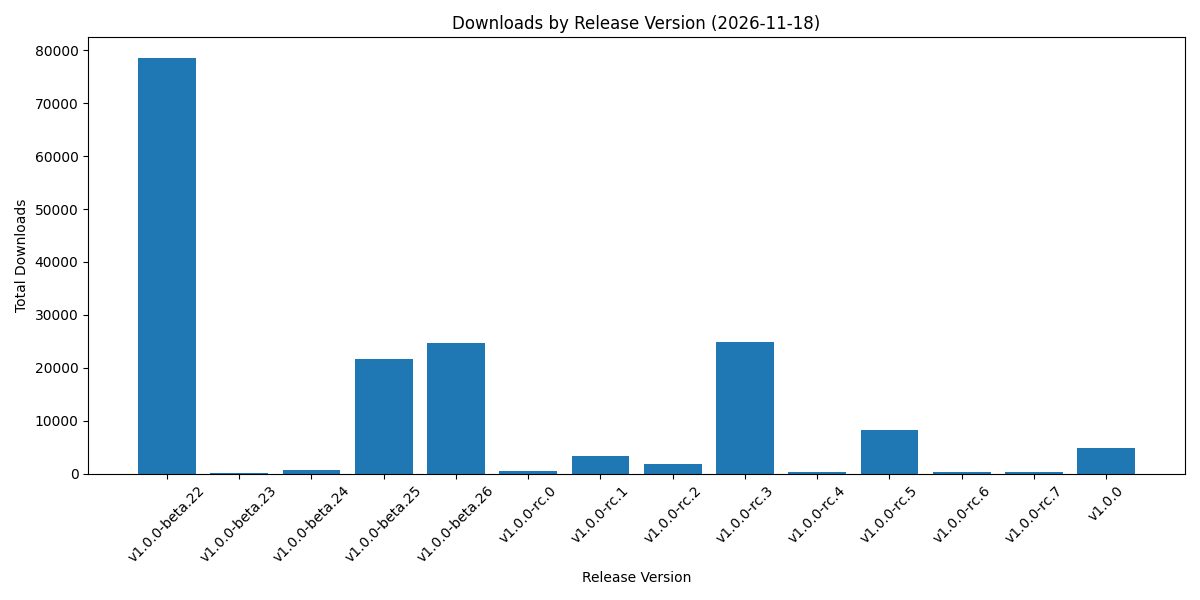 Downloads by Release Version (2026-11-18)
Total Downloads
80000
70000
60000
50000
40000
30000
20000
10000
0
v1.0.0-beta.22
v1.0.0-beta.23
v1.0.0-beta.24
v1.0.0-beta.25
v1.0.0-beta.26
v1.0.0-rc.0
v1.0.0-rc.1
v1.0.0-rc.2
v1.0.0-rc.3
v1.0.0-rc.4
v1.0.0-rc.5
v1.0.0-rc.6
v1.0.0-rc.7
v1.0.0
Release Version